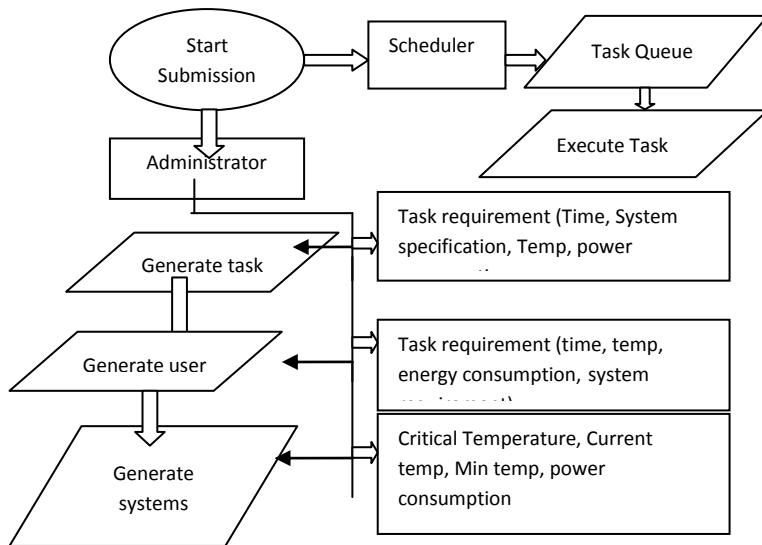 Start
Submission
Scheduler
Task Queue
Execute Task
Administrator
Task requirement (Time, System
specification, Temp, power
Generate task
Task requirement (time, temp,
energy consumption, system
Generate user
Critical Temperature, Current
temp, Min temp, power
consumption
Generate
systems